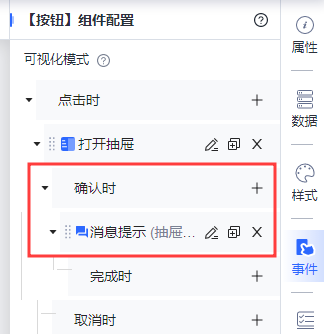 【按钮】组件配置
可视化模式
点击时
打开抽屉
确认时
消息提示 (抽屉...
完成时
取消时
属性
数据
样式
事件